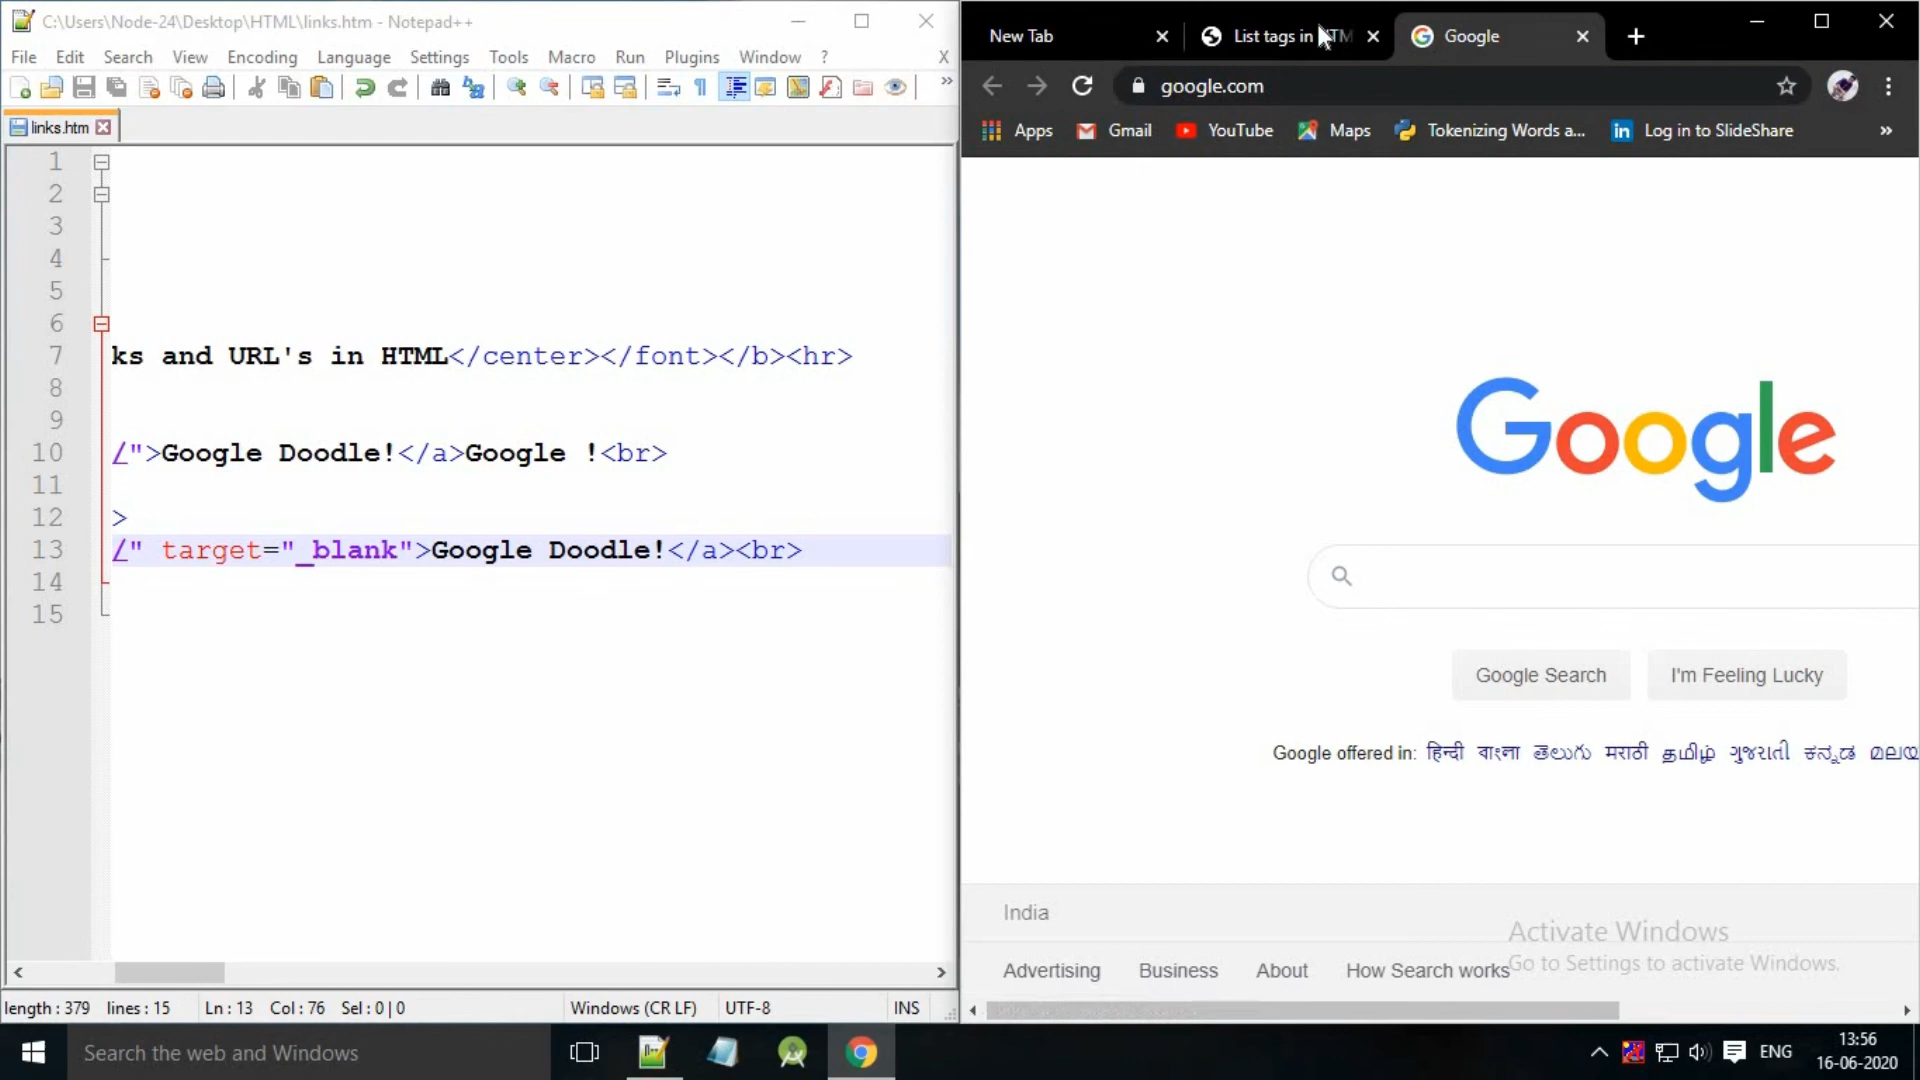 C:\Users\Node-24\Desktop\HTML\links.htm - Notepad++
File Edit Search View Encoding Language Settings Tools Macro Run Plugins Window ? X
links.htm
1
2
3
4
5
6
7 ks and URL's in HTML</center></font></b><hr>
8
9
10 /">Google Doodle!</a>Google !<br>
11
12 >
13 /" target="_blank">Google Doodle!</a><br>
14
15
length : 379 lines : 15 Ln : 13 Col : 76 Sel : 0 | 0 Windows (CR LF) UTF-8 INS
New Tab List tags in HTM Google
google.com
Apps Gmail YouTube Maps Tokenizing Words a... Log in to SlideShare »
Google
Google Search I'm Feeling Lucky
Google offered in: हिन्दी বাংলা తెలుగు मराठी தமிழ் ગુજરાતી ಕನ್ನಡ മലയ
India
Advertising Business About How Search works
Activate Windows
Go to Settings to activate Windows.
Search the web and Windows
ENG
13:56
16-06-2020